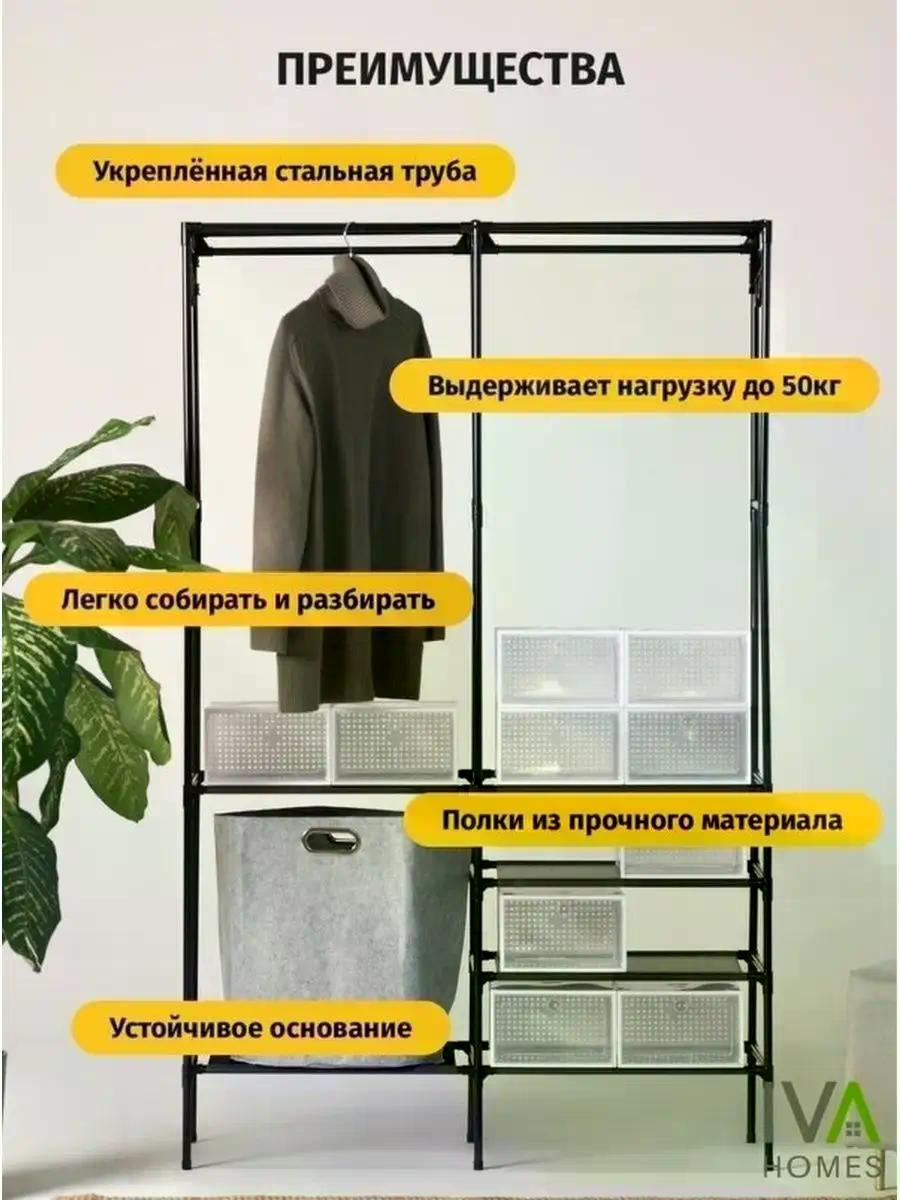 ПРЕИМУЩЕСТВА
Укреплённая стальная труба
Выдерживает нагрузку до 50кг
Легко собирать и разбирать
Полки из прочного материала
Устойчивое основание
IVA
HOMES